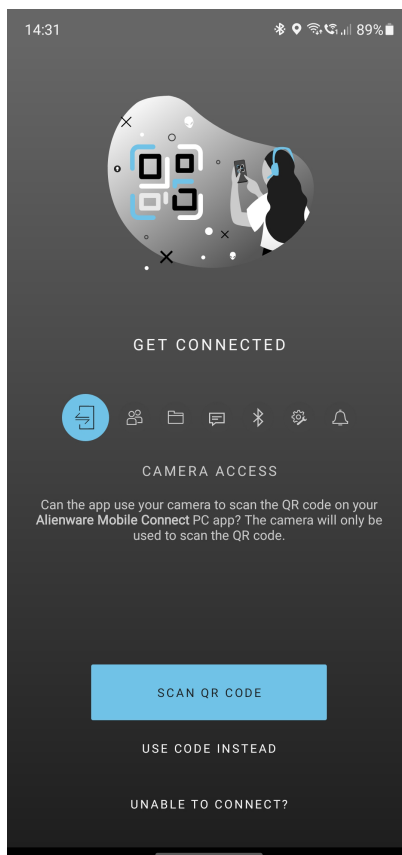 14:31 89%
GET CONNECTED
CAMERA ACCESS
Can the app use your camera to scan the QR code on your
Alienware Mobile Connect PC app? The camera will only be
used to scan the QR code.
SCAN QR CODE
USE CODE INSTEAD
UNABLE TO CONNECT?